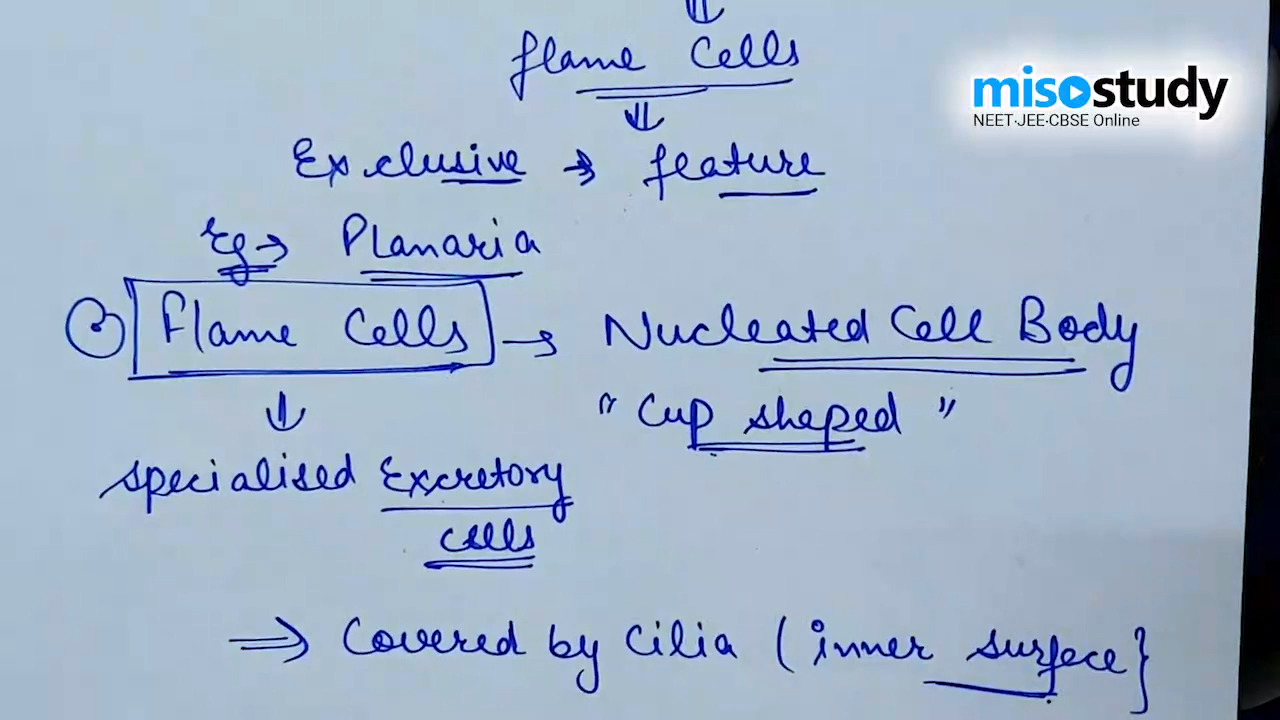 ⇓
flame Cells
⇓
Exclusive → feature
Eg → Planaria
Flame Cells → Nucleated Cell Body
↓ " Cup shaped "
specialised Excretory
cells
⇒ Covered by Cilia ( inner surface }
misostudy
NEET-JEE-CBSE Online